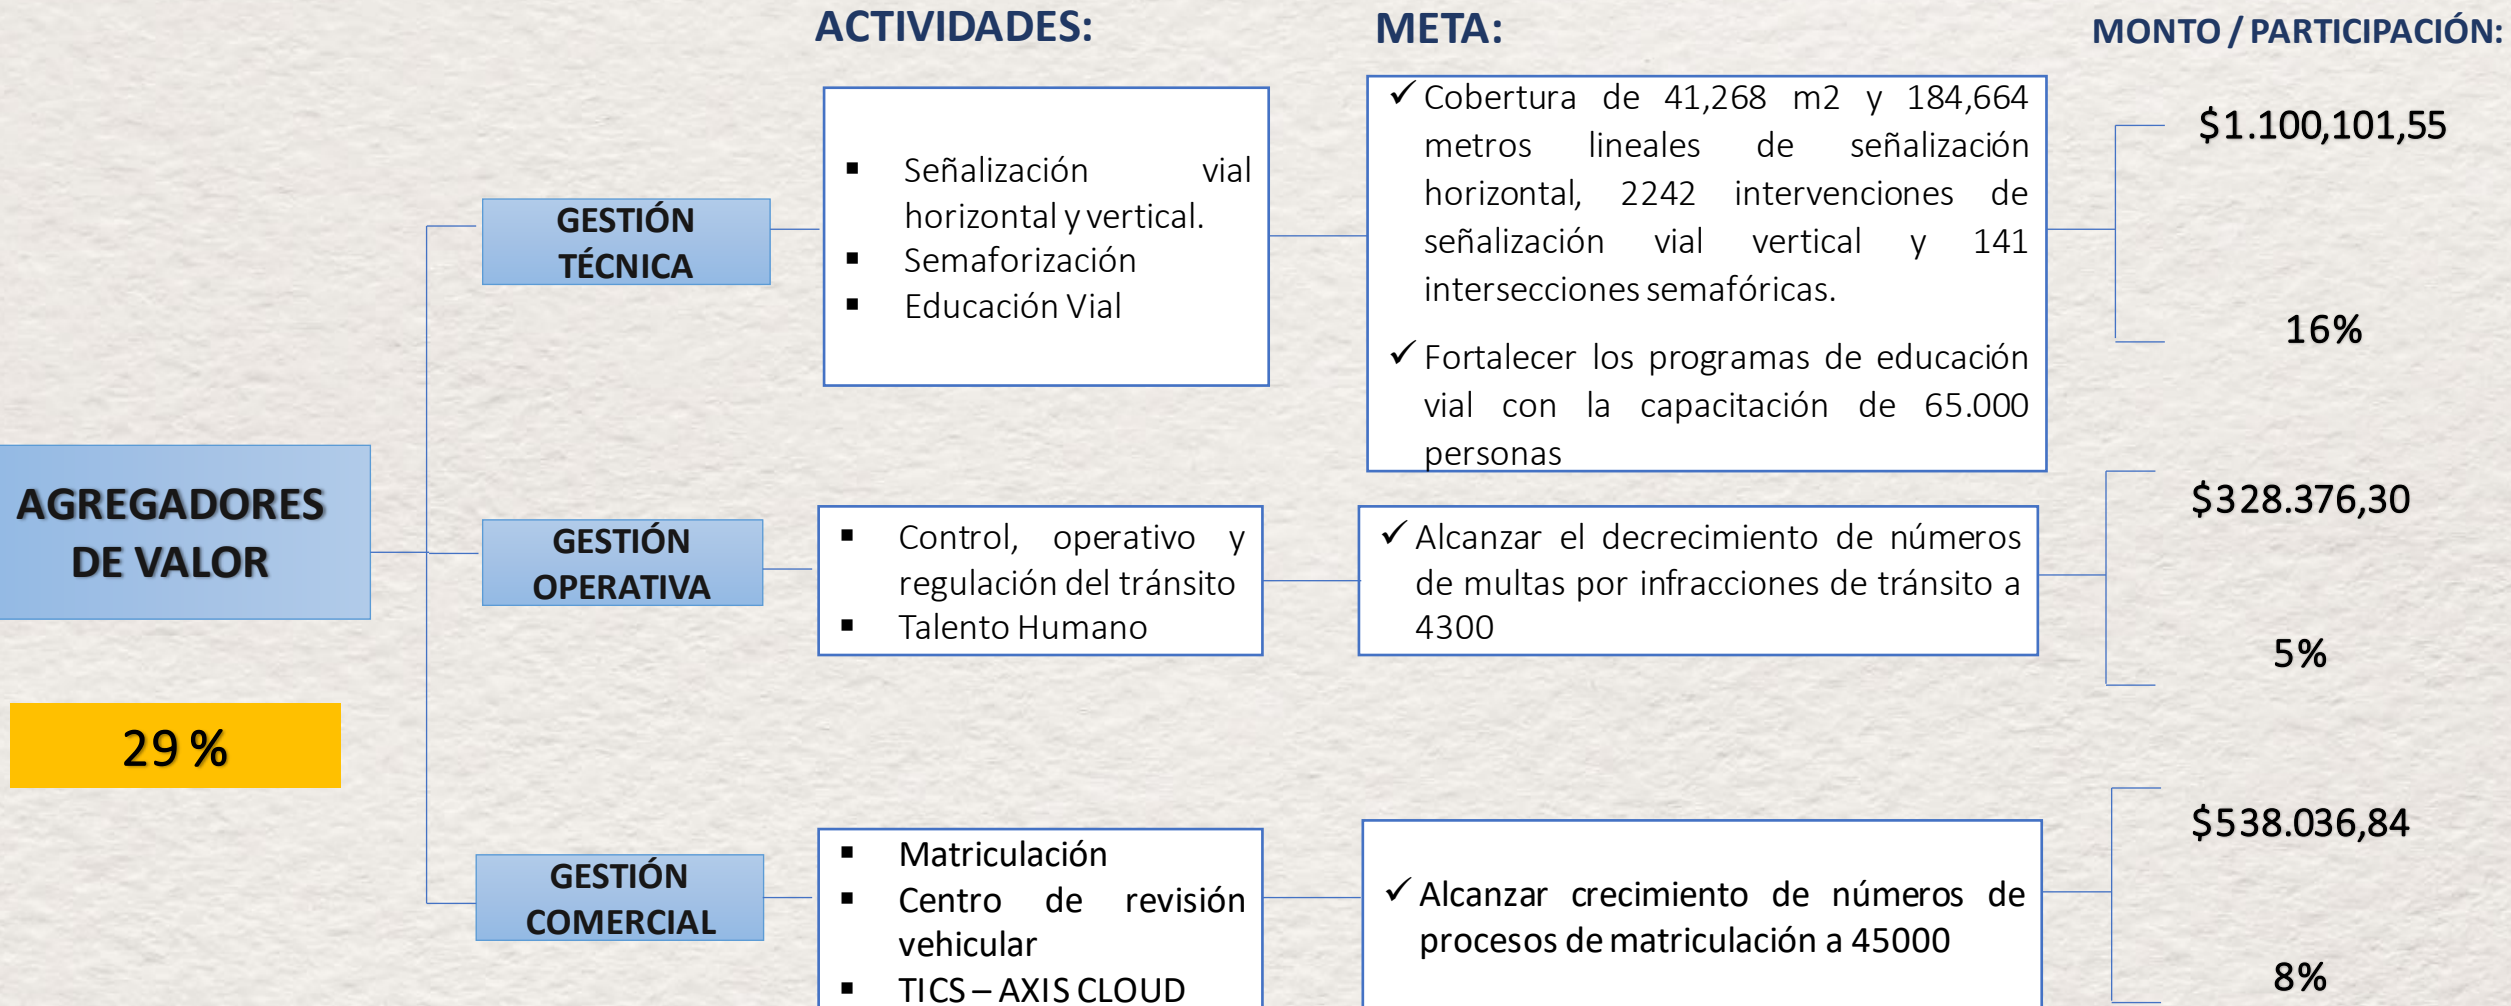 ACTIVIDADES:
META:
MONTO / PARTICIPACIÓN:
AGREGADORES
DE VALOR
29 %
GESTIÓN
TÉCNICA
▪ Señalización vial
horizontal y vertical.
▪ Semaforización
▪ Educación Vial
✓ Cobertura de 41,268 m2 y 184,664
metros lineales de señalización
horizontal, 2242 intervenciones de
señalización vial vertical y 141
intersecciones semafóricas.
✓ Fortalecer los programas de educación
vial con la capacitación de 65.000
personas
$1.100,101,55
16%
GESTIÓN
OPERATIVA
▪ Control, operativo y
regulación del tránsito
▪ Talento Humano
✓ Alcanzar el decrecimiento de números
de multas por infracciones de tránsito a
4300
$328.376,30
5%
GESTIÓN
COMERCIAL
▪ Matriculación
▪ Centro de revisión
vehicular
▪ TICS – AXIS CLOUD
✓ Alcanzar crecimiento de números de
procesos de matriculación a 45000
$538.036,84
8%